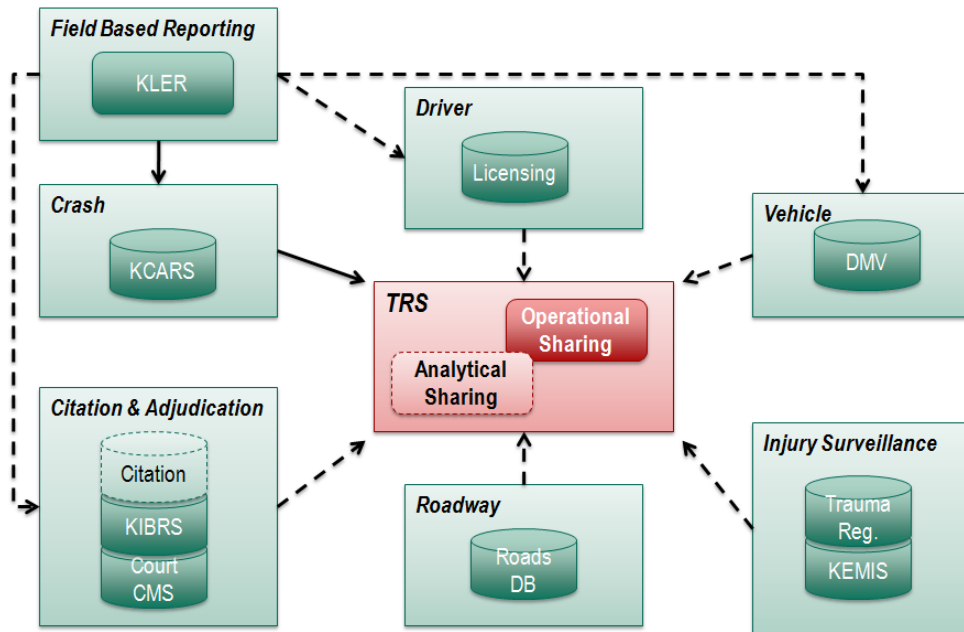 Field Based Reporting
KLER
Driver
Licensing
Crash
KCARS
Vehicle
DMV
TRS
Operational
Sharing
Analytical
Sharing
Citation & Adjudication
Citation
KIBRS
Court
CMS
Roadway
Roads
DB
Injury Surveillance
Trauma
Reg.
KEMIS